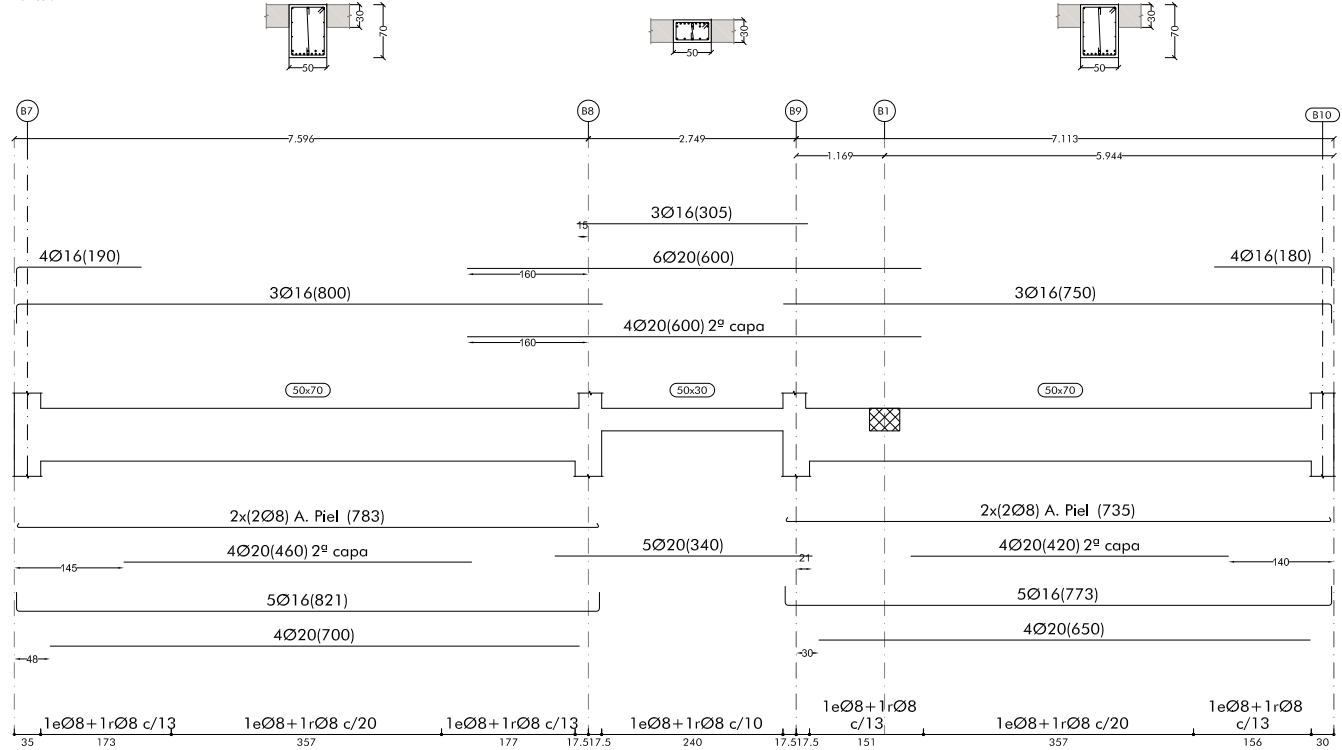 30
70
50
30
50
30
70
50
B7
B8
B9
B1
B10
7.596
2.749
7.113
1.169
5.944
3Ø16(305)
15
4Ø16(190)
6Ø20(600)
4Ø16(180)
160
3Ø16(800)
3Ø16(750)
4Ø20(600) 2ª capa
160
50x70
50x30
50x70
2x(2Ø8) A. Piel (783)
2x(2Ø8) A. Piel (735)
4Ø20(460) 2ª capa
5Ø20(340)
4Ø20(420) 2ª capa
145
21
140
5Ø16(821)
5Ø16(773)
4Ø20(700)
4Ø20(650)
48
30
1eØ8+1rØ8 c/13
1eØ8+1rØ8 c/20
1eØ8+1rØ8 c/13
1eØ8+1rØ8 c/10
1eØ8+1rØ8
c/13
1eØ8+1rØ8 c/20
1eØ8+1rØ8
c/13
35
173
357
177
17.5
17.5
240
17.5
17.5
151
357
156
30